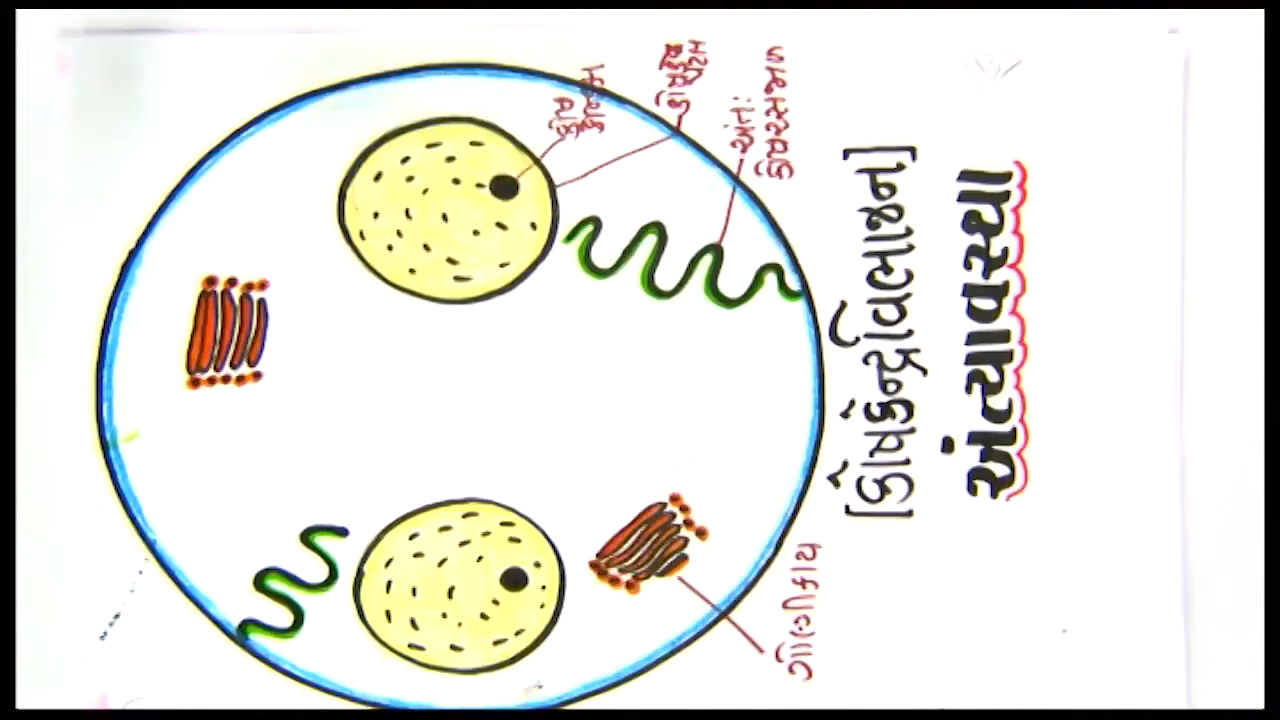 અંત્યાવસ્થા
[કોષકેન્દ્રવિભાજન]
અંતઃ
કોષરસજાળ
ગોલ્ગીકાય